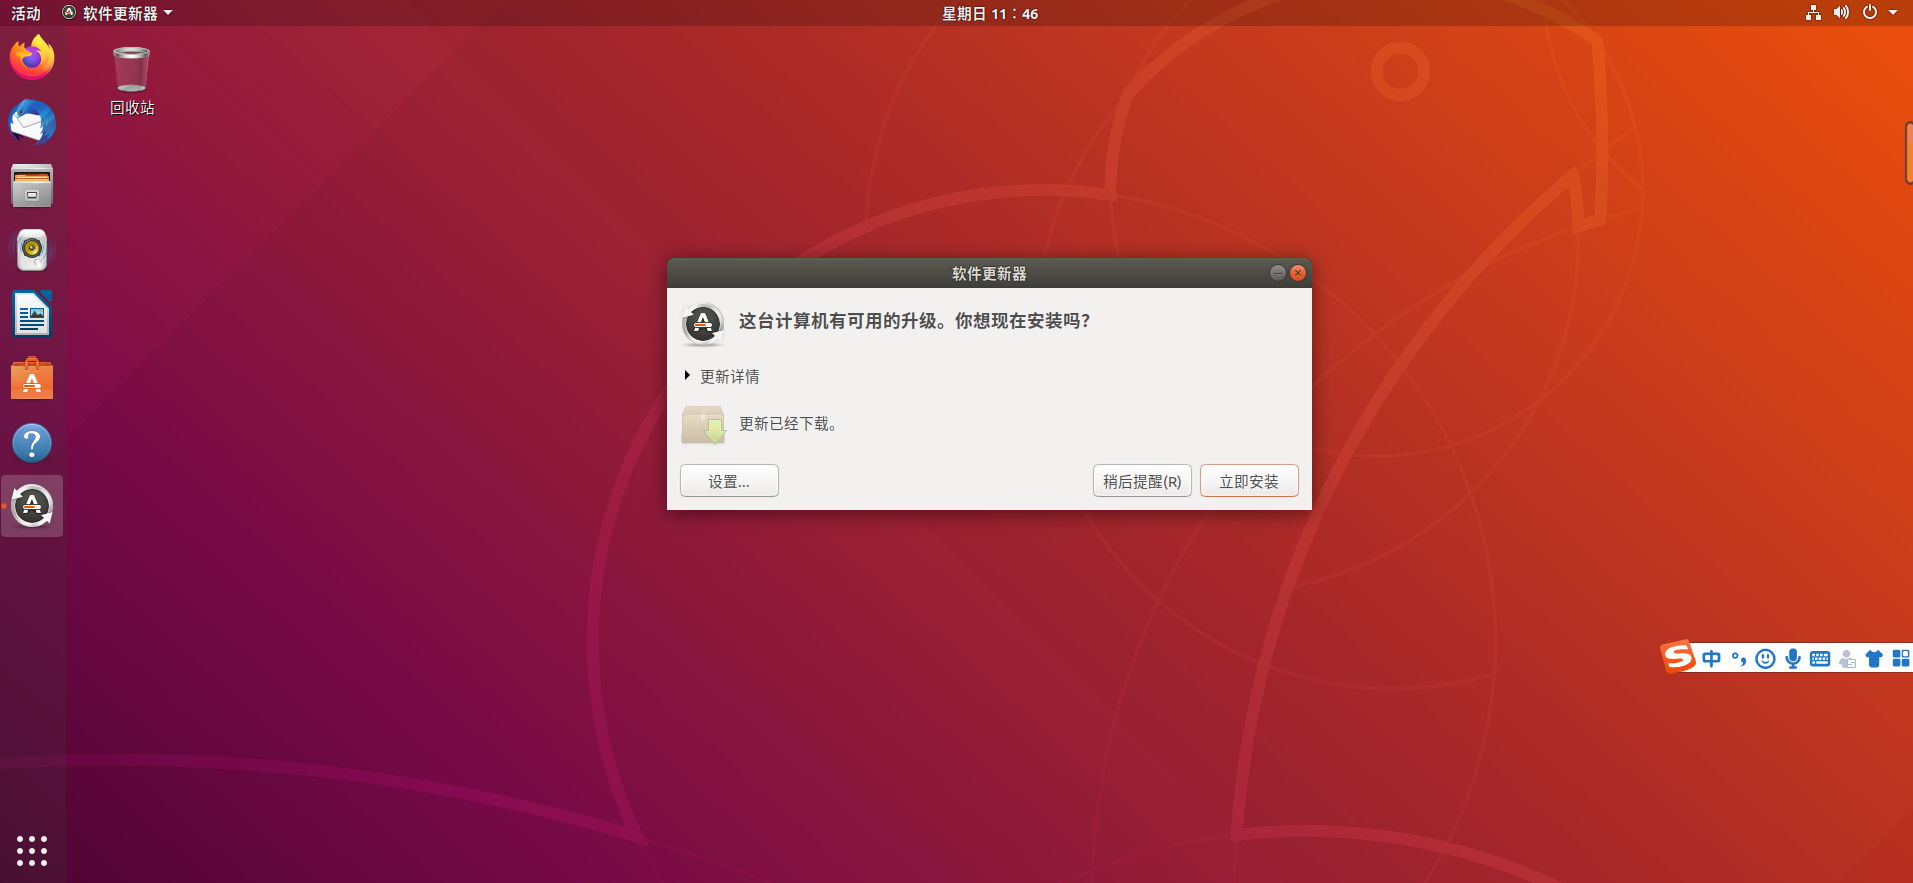 活动 软件更新器
星期日 11：46
回收站
软件更新器
这台计算机有可用的升级。你想现在安装吗？
更新详情
更新已经下载。
设置... 稍后提醒(R) 立即安装
中